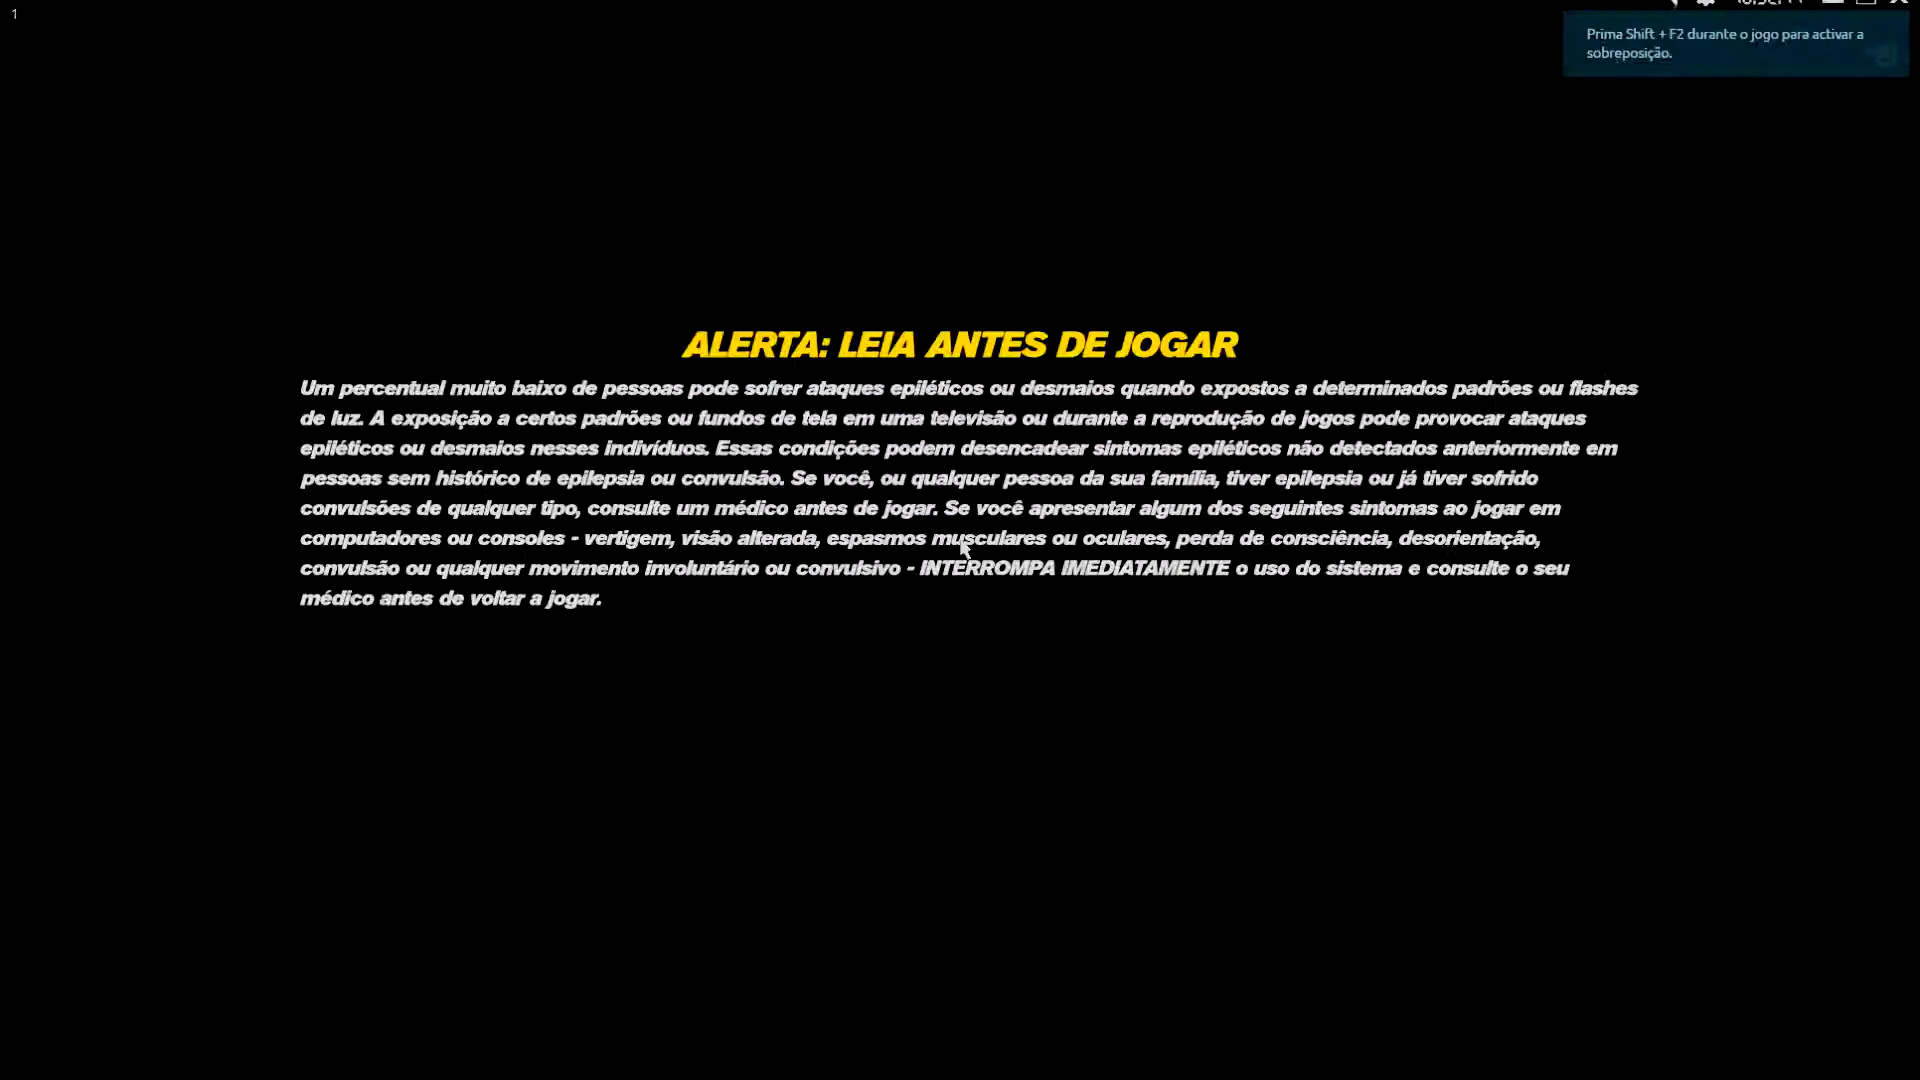 1
Prima Shift + F2 durante o jogo para activar a
sobreposição.
ALERTA: LEIA ANTES DE JOGAR
Um percentual muito baixo de pessoas pode sofrer ataques epiléticos ou desmaios quando expostos a determinados padrões ou flashes
de luz. A exposição a certos padrões ou fundos de tela em uma televisão ou durante a reprodução de jogos pode provocar ataques
epiléticos ou desmaios nesses indivíduos. Essas condições podem desencadear sintomas epiléticos não detectados anteriormente em
pessoas sem histórico de epilepsia ou convulsão. Se você, ou qualquer pessoa da sua família, tiver epilepsia ou já tiver sofrido
convulsões de qualquer tipo, consulte um médico antes de jogar. Se você apresentar algum dos seguintes sintomas ao jogar em
computadores ou consoles - vertigem, visão alterada, espasmos musculares ou oculares, perda de consciência, desorientação,
convulsão ou qualquer movimento involuntário ou convulsivo - INTERROMPA IMEDIATAMENTE o uso do sistema e consulte o seu
médico antes de voltar a jogar.